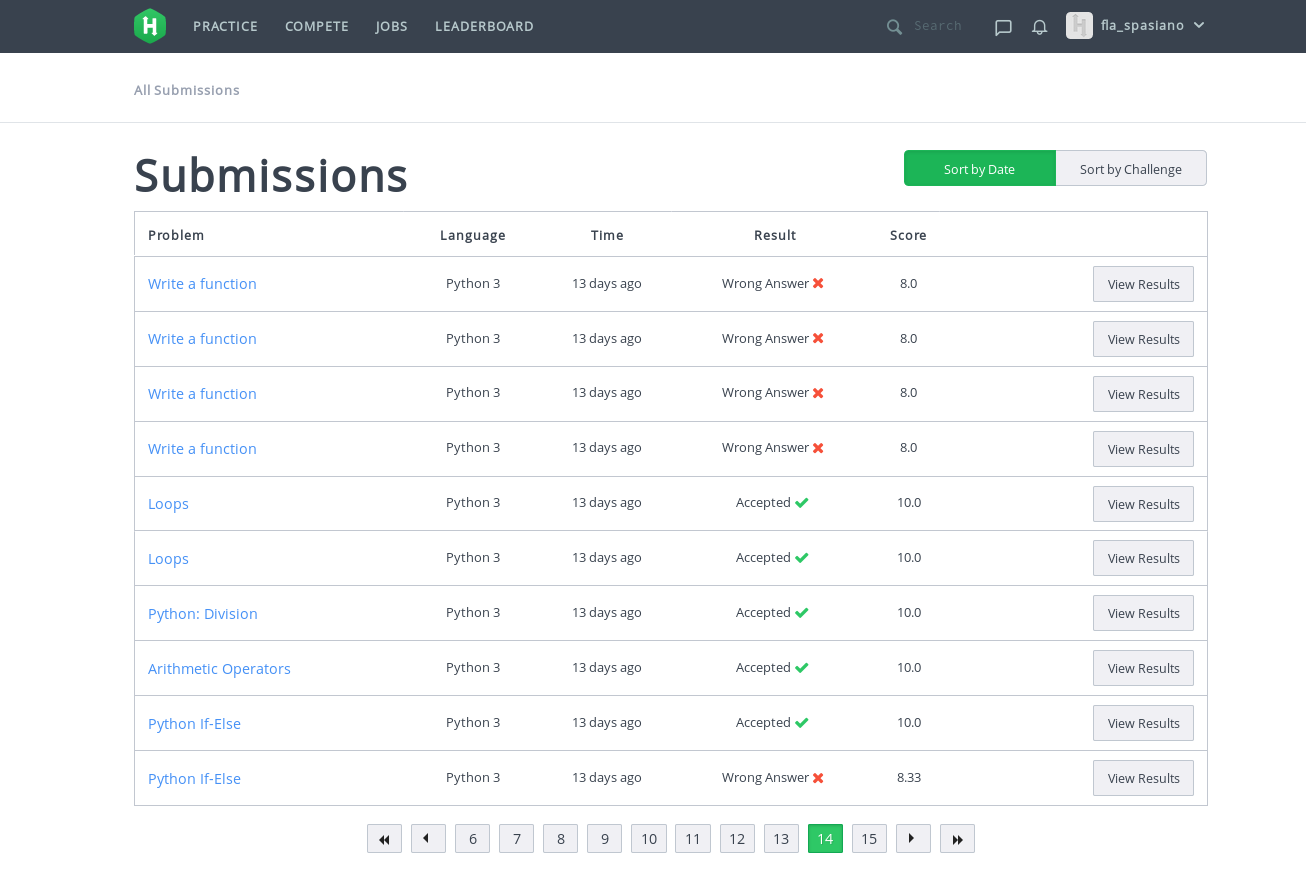 H PRACTICE COMPETE JOBS LEADERBOARD Search fla_spasiano
All Submissions
Submissions Sort by Date Sort by Challenge
Problem Language Time Result Score
Write a function Python 3 13 days ago Wrong Answer 8.0 View Results
Write a function Python 3 13 days ago Wrong Answer 8.0 View Results
Write a function Python 3 13 days ago Wrong Answer 8.0 View Results
Write a function Python 3 13 days ago Wrong Answer 8.0 View Results
Loops Python 3 13 days ago Accepted 10.0 View Results
Loops Python 3 13 days ago Accepted 10.0 View Results
Python: Division Python 3 13 days ago Accepted 10.0 View Results
Arithmetic Operators Python 3 13 days ago Accepted 10.0 View Results
Python If-Else Python 3 13 days ago Accepted 10.0 View Results
Python If-Else Python 3 13 days ago Wrong Answer 8.33 View Results
6 7 8 9 10 11 12 13 14 15